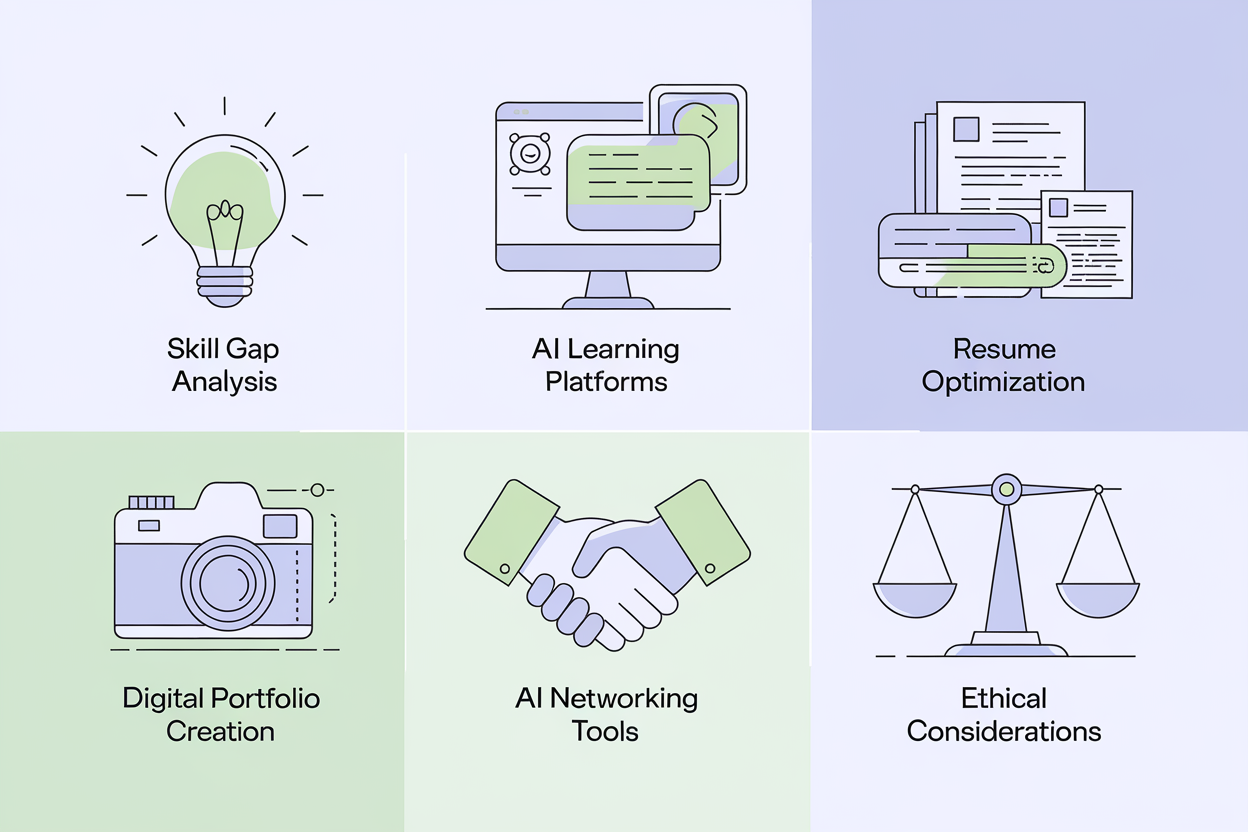 Skill Gap
Analysis
AI Learning
Platforms
Resume
Optimization
Digital Portfolio
Creation
AI Networking
Tools
Ethical
Considerations